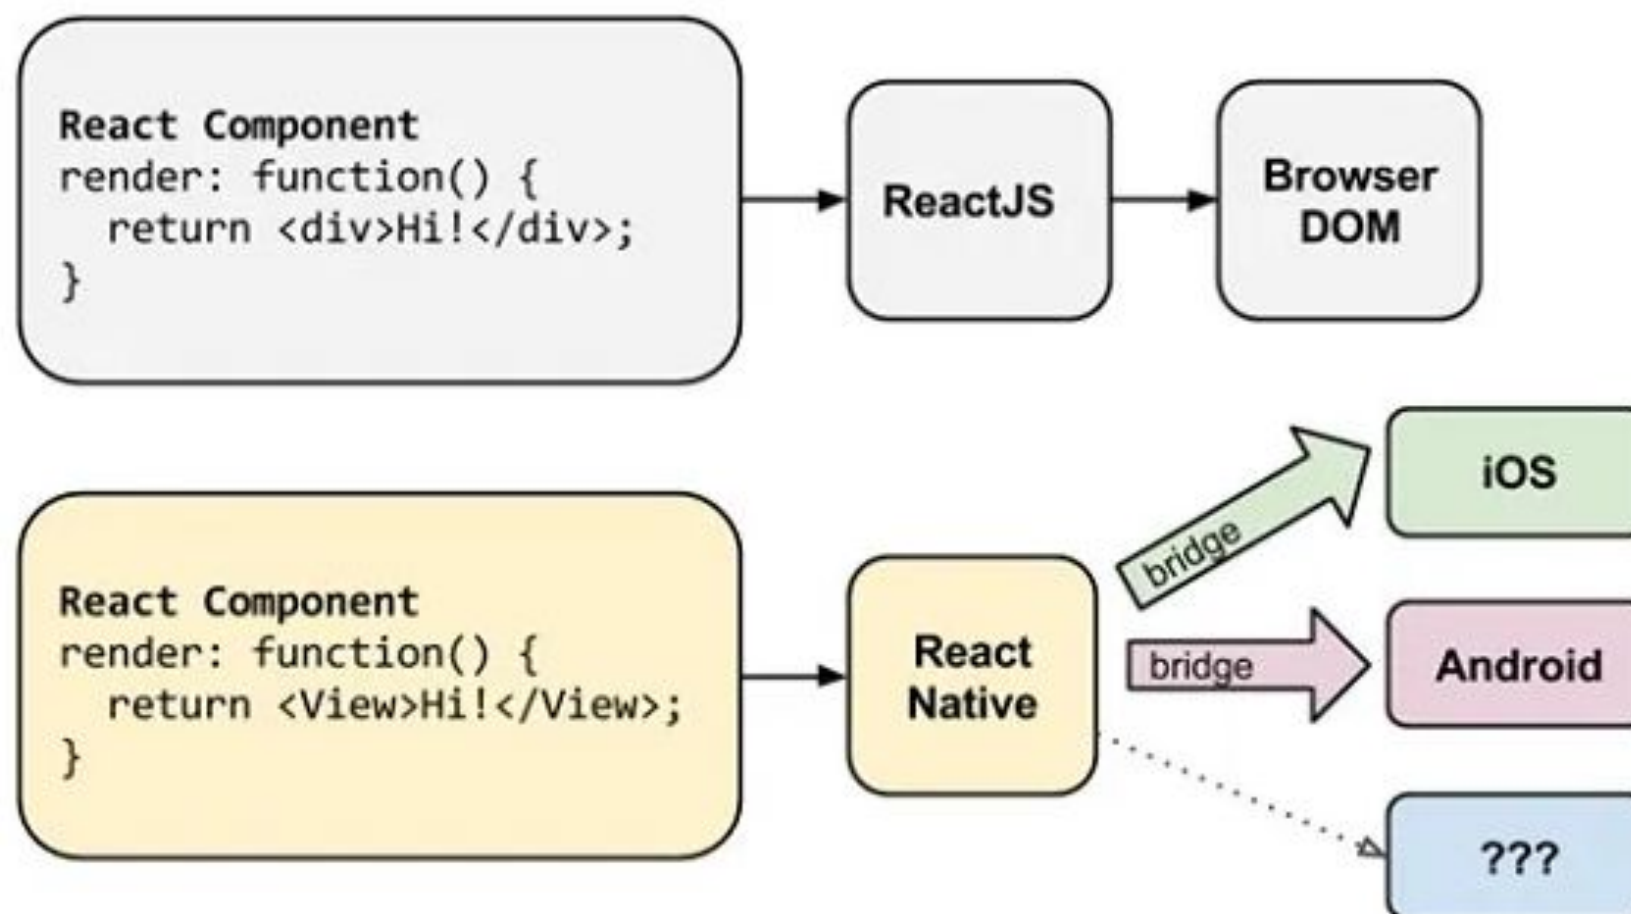 React Component
render: function() {
  return <div>Hi!</div>;
}
ReactJS
Browser
DOM
React Component
render: function() {
  return <View>Hi!</View>;
}
React
Native
bridge
iOS
bridge
Android
???